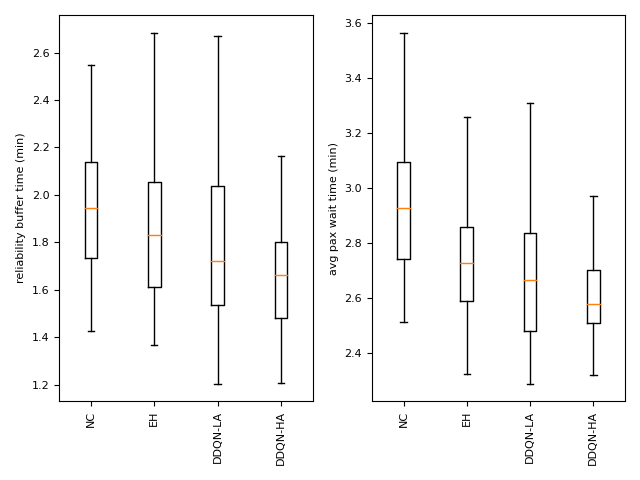 reliability buffer time (min)
2.6
2.4
2.2
2.0
1.8
1.6
1.4
1.2
NC
EH
DDQN-LA
DDQN-HA
avg pax wait time (min)
3.6
3.4
3.2
3.0
2.8
2.6
2.4
NC
EH
DDQN-LA
DDQN-HA